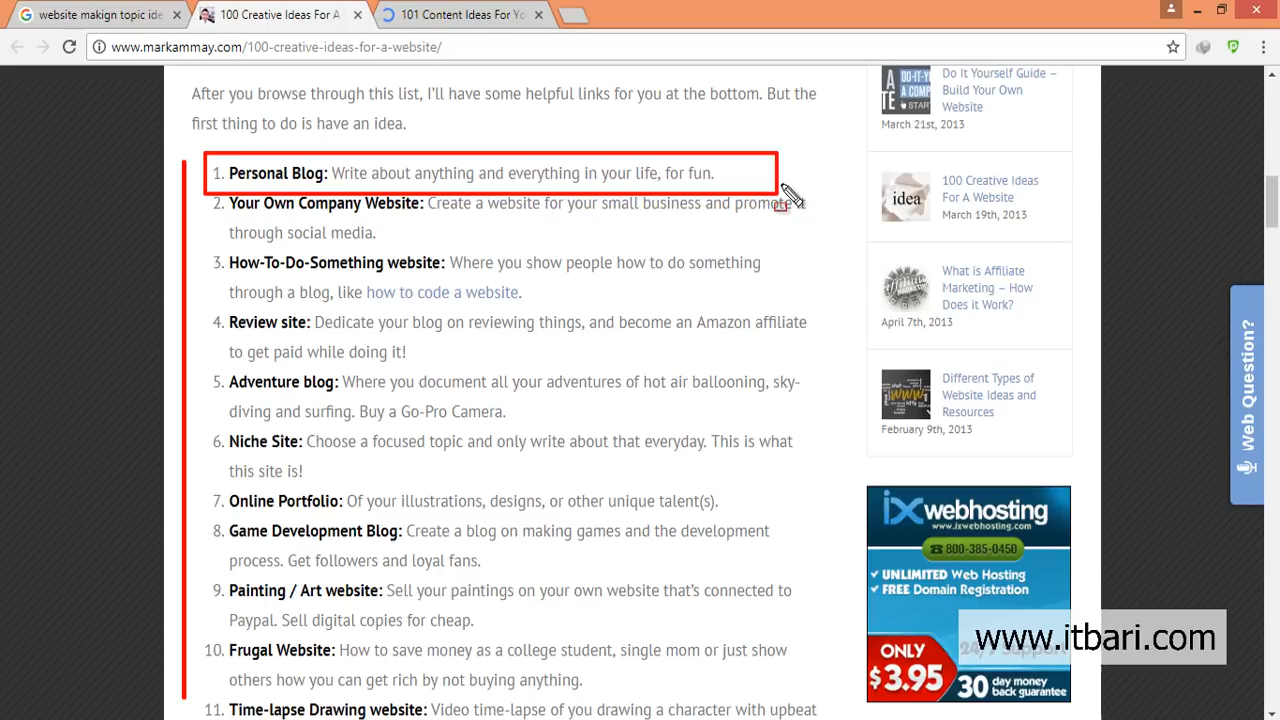 website makign topic ide
100 Creative Ideas For A
101 Content Ideas For Yo
www.markammay.com/100-creative-ideas-for-a-website/
After you browse through this list, I'll have some helpful links for you at the bottom. But the
first thing to do is have an idea.
1. Personal Blog: Write about anything and everything in your life, for fun.
2. Your Own Company Website: Create a website for your small business and promote it
through social media.
3. How-To-Do-Something website: Where you show people how to do something
through a blog, like how to code a website.
4. Review site: Dedicate your blog on reviewing things, and become an Amazon affiliate
to get paid while doing it!
5. Adventure blog: Where you document all your adventures of hot air ballooning, sky-
diving and surfing. Buy a Go-Pro Camera.
6. Niche Site: Choose a focused topic and only write about that everyday. This is what
this site is!
7. Online Portfolio: Of your illustrations, designs, or other unique talent(s).
8. Game Development Blog: Create a blog on making games and the development
process. Get followers and loyal fans.
9. Painting / Art website: Sell your paintings on your own website that's connected to
Paypal. Sell digital copies for cheap.
10. Frugal Website: How to save money as a college student, single mom or just show
others how you can get rich by not buying anything.
11. Time-lapse Drawing website: Video time-lapse of you drawing a character with upbeat
DO-IT-Y
A COMP
START
Do It Yourself Guide –
Build Your Own
Website
March 21st, 2013
idea
100 Creative Ideas
For A Website
March 19th, 2013
What is Affiliate
Marketing – How
Does it Work?
April 7th, 2013
www
Different Types of
Website Ideas and
Resources
February 9th, 2013
Web Question?
ix webhosting
www.ixwebhosting.com
800-385-0450
UNLIMITED Web Hosting
FREE Domain Registration
www.itbari.com
ONLY
$3.95
30 day money
back guarantee